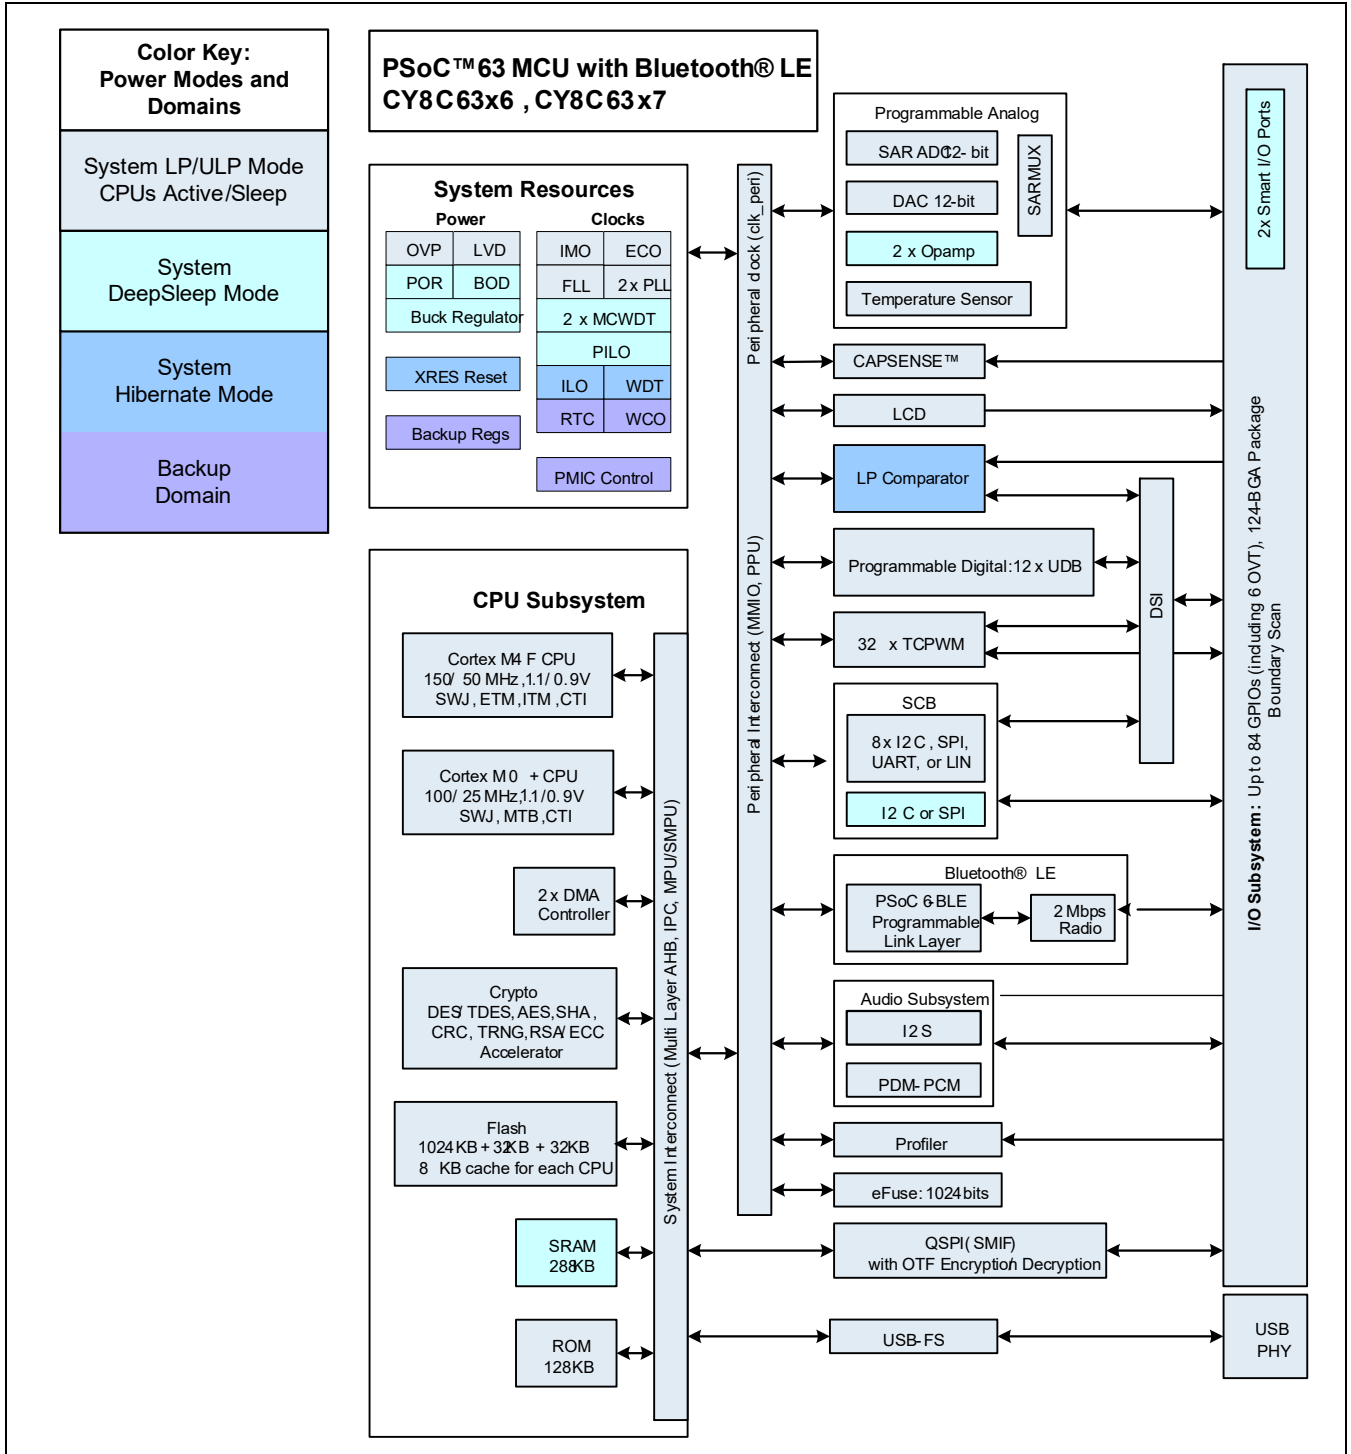 Color Key:
Power Modes and
Domains
System LP/ULP Mode
CPUs Active/Sleep
System
DeepSleep Mode
System
Hibernate Mode
Backup
Domain
PSoC™63 MCU with Bluetooth® LE
CY8C63x6 , CY8C63x7
System Resources
Power
OVP LVD
POR BOD
Buck Regulator
XRES Reset
Backup Regs
Clocks
IMO ECO
FLL 2x PLL
2 x MCWDT
PILO
ILO WDT
RTC WCO
PMIC Control
CPU Subsystem
Cortex M4 F CPU
150/ 50 MHz ,1.1/ 0.9V
SWJ, ETM, ITM, CTI
Cortex M0 + CPU
100/ 25 MHz,1.1/0.9V
SWJ, MTB, CTI
2x DMA
Controller
Crypto
DES/ TDES, AES, SHA,
CRC, TRNG, RSA/ ECC
Accelerator
Flash
1024KB + 32KB + 32KB
8 KB cache for each CPU
SRAM
288KB
ROM
128KB
System Interconnect (Multi Layer AHB, IPC, MPU/SMPU)
Peripheral clock (clk_peri)
Peripheral Interconnect (MMIO, PPU)
Programmable Analog
SAR ADC12- bit
DAC 12-bit
2 x Opamp
Temperature Sensor
SARMUX
CAPSENSE™
LCD
LP Comparator
Programmable Digital:12 x UDB
32 x TCPWM
SCB
8x I2C, SPI,
UART, or LIN
I2C or SPI
DSI
Bluetooth® LE
PSoC 6-BLE
Programmable
Link Layer
2 Mbps
Radio
Audio Subsystem
I2S
PDM-PCM
Profiler
eFuse: 1024 bits
QSPI( SMIF)
with OTF Encryption/ Decryption
USB-FS
2x Smart I/O Ports
I/O Subsystem: Up to 84 GPIOs (including 6 OVT), 124-BGA Package
Boundary Scan
USB
PHY